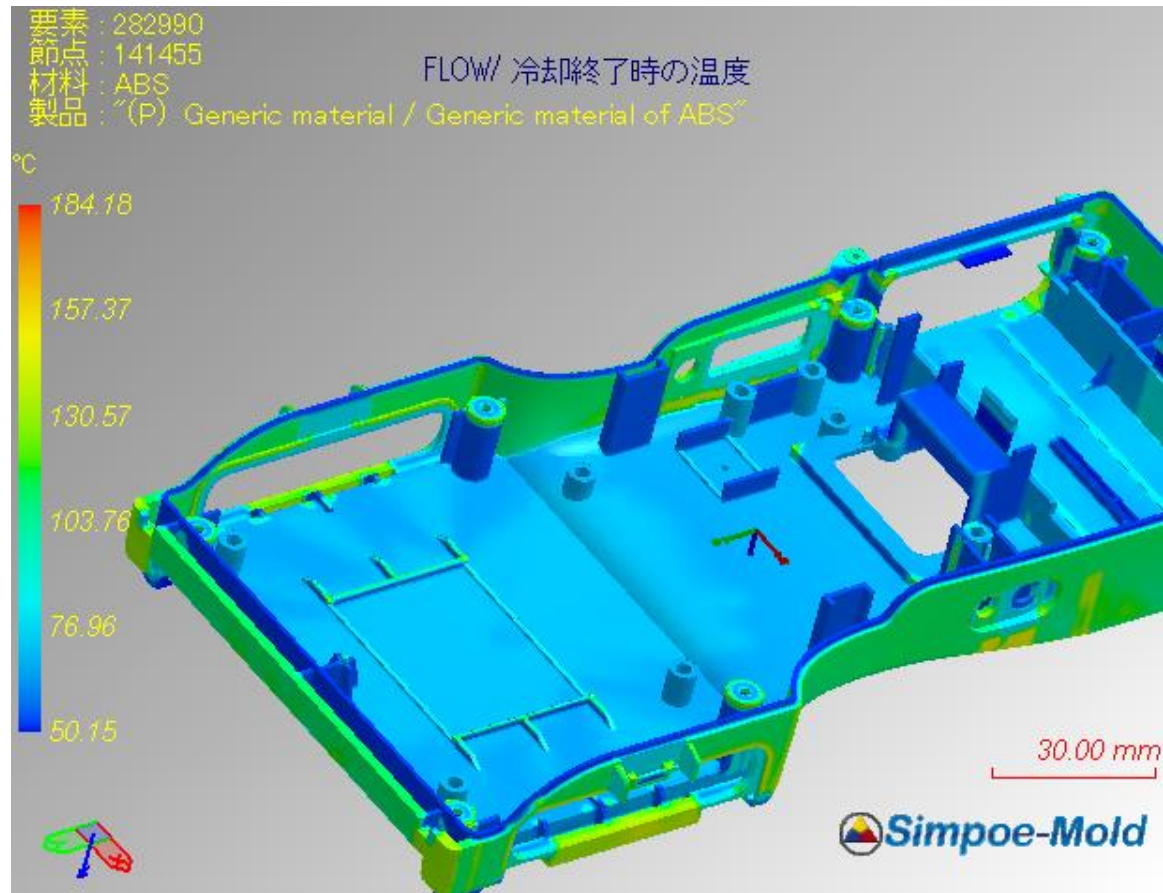 要素 : 282990
節点 : 141455
材料 : ABS
製品 : "(P) Generic material / Generic material of ABS"
FLOW/ 冷却終了時の温度
°C
184.18
157.37
130.57
103.76
76.96
50.15
30.00 mm
Simpoe-Mold